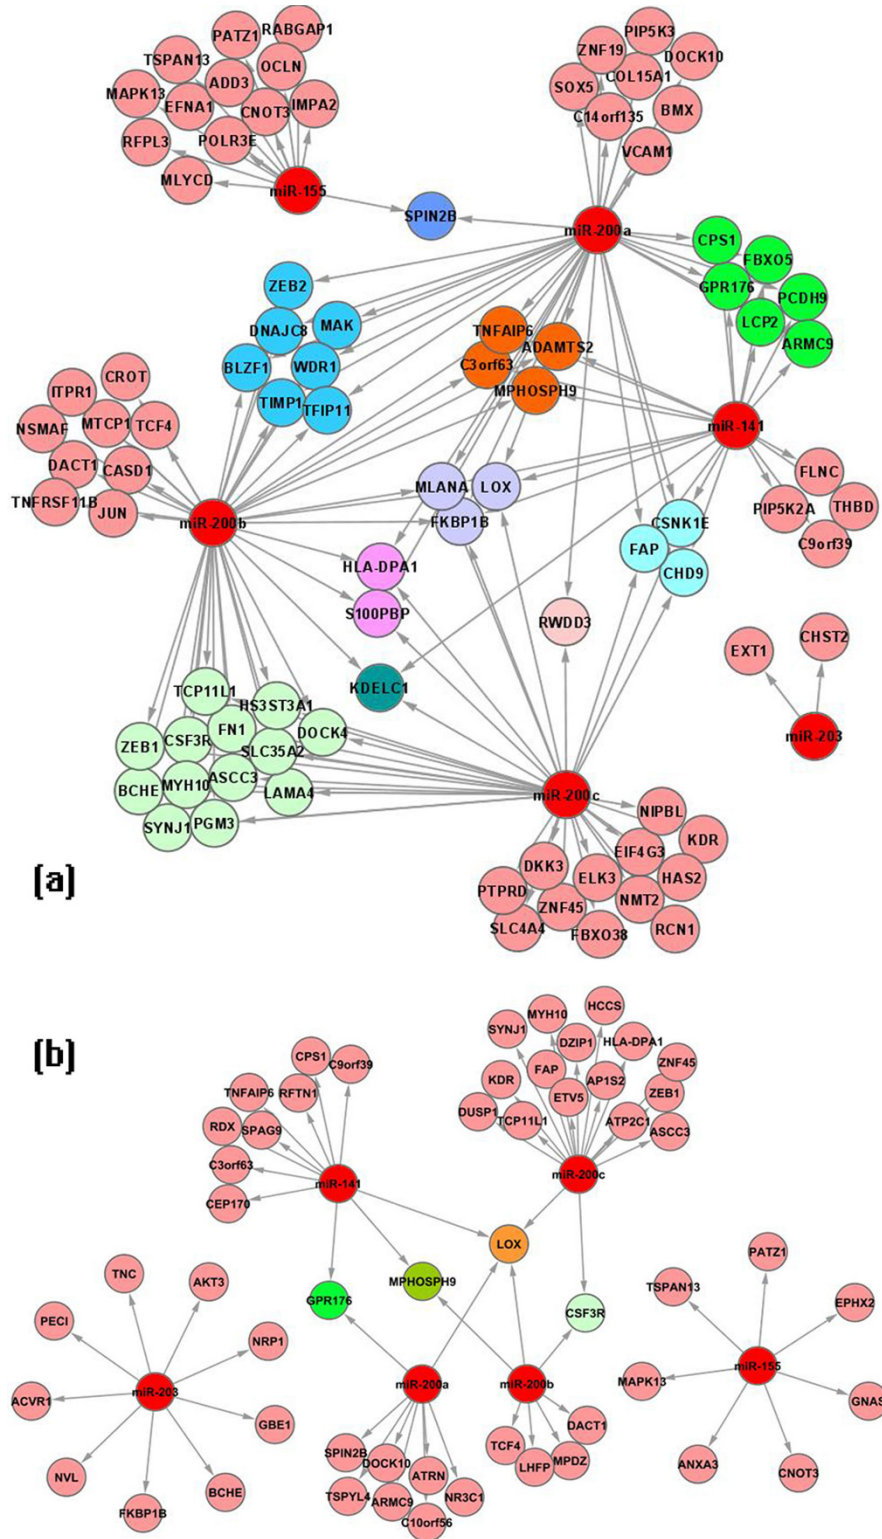 RABGAP1
PATZ1
TSPAN13
OCLN
ADD3
MAPK13
EFNA1
CNOT3
IMPA2
RFPL3
POLR3E
MLYCD
miR-155
SPIN2B
PIP5K3
ZNF19
DOCK10
COL15A1
SOX5
C14orf135
BMX
VCAM1
miR-200a
CPS1
FBXO5
GPR176
PCDH9
LCP2
ARMC9
ZEB2
DNAJC8
MAK
BLZF1
WDR1
TIMP1
TFIP11
TNFAIP6
ADAMTS2
C3orf63
MPHOSPH9
miR-141
CROT
ITPR1
NSMAF
MTCP1
TCF4
DACT1
CASD1
TNFRSF11B
JUN
miR-200b
MLANA
LOX
FKBP1B
FLNC
PIP5K2A
THBD
C9orf39
CSNK1E
FAP
CHD9
HLA-DPA1
S100PBP
RWDD3
KDELC1
EXT1
CHST2
miR-203
TCP11L1
HS3ST3A1
ZEB1
CSF3R
FN1
DOCK4
SLC35A2
BCHE
MYH10
ASCC3
LAMA4
SYNJ1
PGM3
miR-200c
NIPBL
EIF4G3
KDR
DKK3
ELK3
HAS2
PTPRD
ZNF45
NMT2
SLC4A4
FBXO38
RCN1
[a]
[b]
HCCS
MYH10
SYNJ1
DZIP1
HLA-DPA1
ZNF45
KDR
FAP
AP1S2
ZEB1
ETV5
DUSP1
TCP11L1
ATP2C1
ASCC3
miR-200c
CPS1
C9orf39
TNFAIP6
RFTN1
RDX
SPAG9
C3orf63
CEP170
miR-141
LOX
MPHOSPH9
GPR176
CSF3R
TNC
AKT3
PECI
NRP1
miR-203
ACVR1
GBE1
NVL
BCHE
FKBP1B
miR-200a
miR-200b
SPIN2B
DOCK10
ATRN
TSPYL4
ARMC9
NR3C1
C10orf56
DACT1
TCF4
LHFP
MPDZ
PATZ1
TSPAN13
EPHX2
miR-155
MAPK13
GNAS
ANXA3
CNOT3